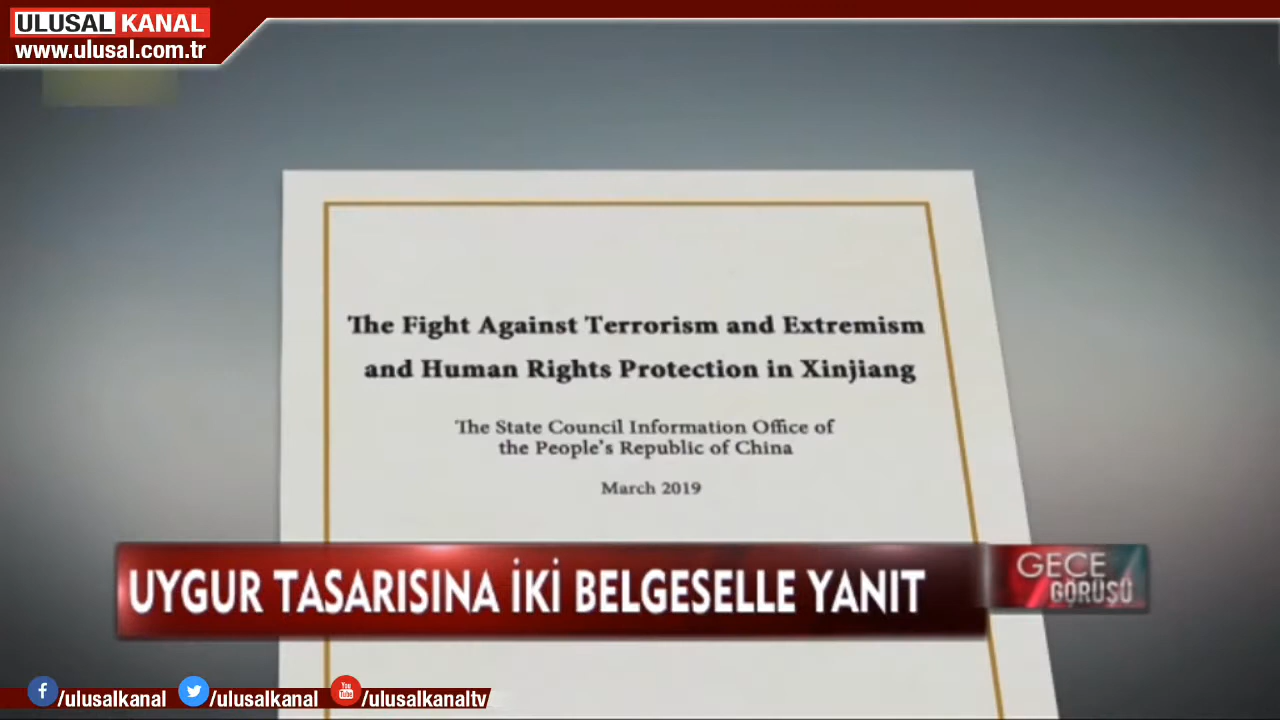 ULUSAL KANAL
www.ulusal.com.tr
The Fight Against Terrorism and Extremism
and Human Rights Protection in Xinjiang
The State Council Information Office of
the People's Republic of China
March 2019
UYGUR TASARISINA İKİ BELGESELLE YANIT
GECE
GÖRÜŞÜ
/ulusalkanal
/ulusalkanal
You Tube
/ulusalkanaltv